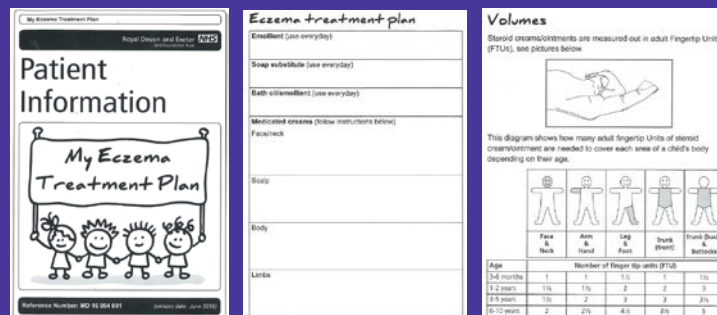 My Eczema Treatment Plan
Royal Devon and Exeter NHS
NHS Foundation Trust
Patient
Information
My Eczema
Treatment Plan
Reference Number: MD 16 004 001
(version date: June 2016)
Eczema treatment plan
Emollient (use everyday)
Soap substitute (use everyday)
Bath oil/emollient (use everyday)
Medicated creams (follow instructions below)
Face/neck
Scalp
Body
Limbs
Volumes
Steroid creams/ointments are measured out in adult Fingertip Units
(FTUs), see pictures below.
This diagram shows how many adult fingertip Units of steroid
cream/ointment are needed to cover each area of a child's body
depending on their age.
Face & Neck Arm & Hand Leg & Foot Trunk (front) Trunk (back) & Buttocks
Age Number of finger tip units (FTU)
3-6 months 1 1 1½ 1 1½
1-2 years 1½ 1½ 2 2 3
3-5 years 1½ 2 3 3 3½
6-10 years 2 2½ 4½ 3½ 5